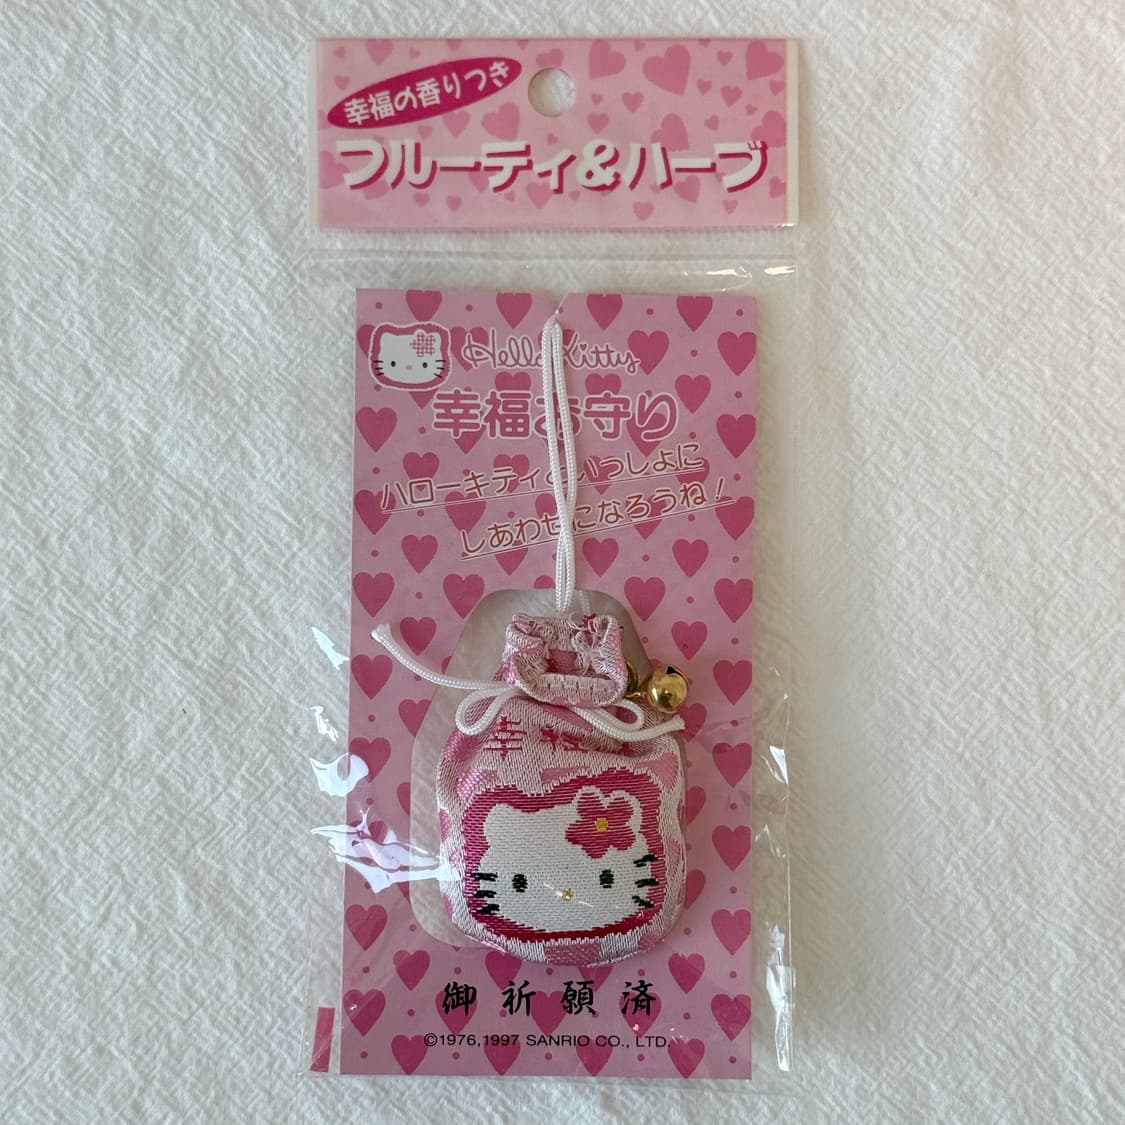 幸福の香りつき
フルーティ&ハーブ
Hello Kitty
幸福お守り
ハローキティといっしょに
しあわせになろうね!
幸
御祈願済
©1976,1997 SANRIO CO., LTD.